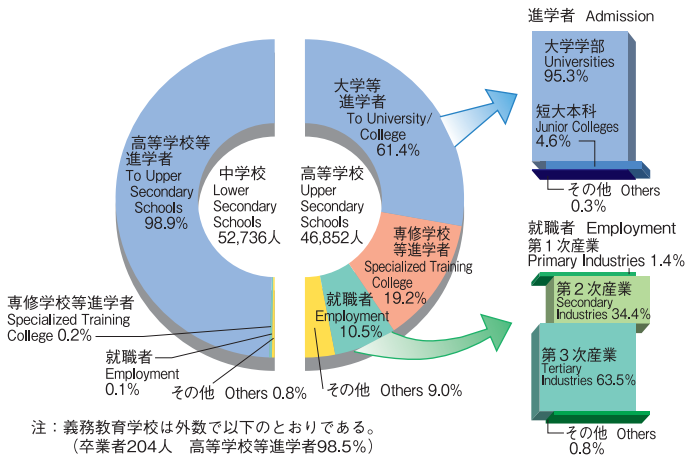 高等学校等
進学者
To Upper
Secondary
Schools
98.9%
中学校
Lower
Secondary
Schools
52,736人
専修学校等進学者
Specialized Training
College 0.2%
就職者
Employment
0.1%
その他 Others 0.8%
大学等
進学者
To University/
College
61.4%
高等学校
Upper
Secondary
Schools
46,852人
専修学校
等進学者
Specialized Training
College
19.2%
就職者
Employment
10.5%
その他 Others 9.0%
進学者 Admission
大学学部
Universities
95.3%
短大本科
Junior Colleges
4.6%
その他 Others
0.3%
就職者 Employment
第1次産業
Primary Industries 1.4%
第2次産業
Secondary
Industries 34.4%
第3次産業
Tertiary
Industries 63.5%
その他 Others
0.8%
注：義務教育学校は外数で以下のとおりである。
（卒業者204人　高等学校等進学者98.5%）